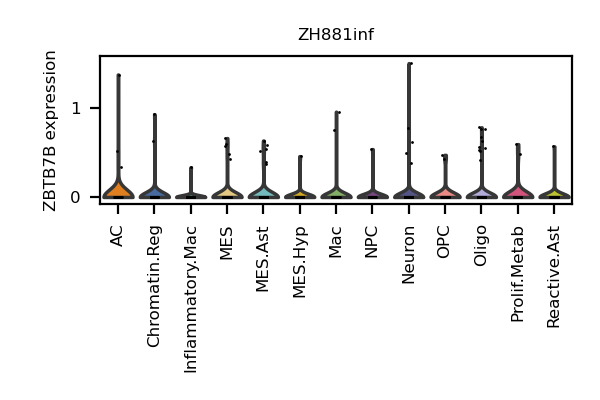 ZH881inf
ZBTB7B expression
1
0
AC
Chromatin.Reg
Inflammatory.Mac
MES
MES.Ast
MES.Hyp
Mac
NPC
Neuron
OPC
Oligo
Prolif.Metab
Reactive.Ast